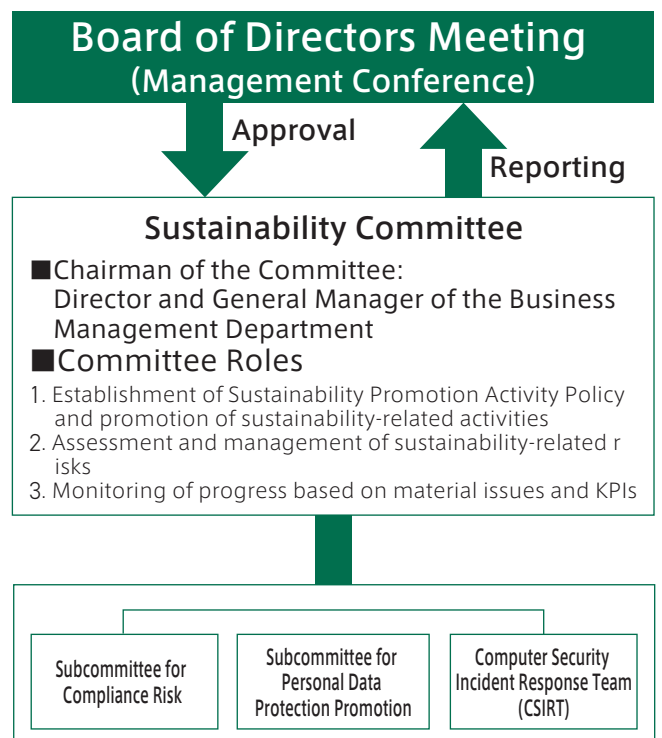 Board of Directors Meeting
(Management Conference)
Approval
Reporting
Sustainability Committee
■Chairman of the Committee:
Director and General Manager of the Business
Management Department
■Committee Roles
1. Establishment of Sustainability Promotion Activity Policy
and promotion of sustainability-related activities
2. Assessment and management of sustainability-related r
isks
3. Monitoring of progress based on material issues and KPIs
Subcommittee for
Compliance Risk
Subcommittee for
Personal Data
Protection Promotion
Computer Security
Incident Response Team
(CSIRT)